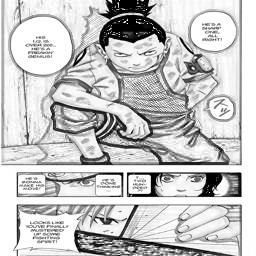 HE'S A
SHARP
ONE,
ALL
RIGHT!
HIS
I.Q. IS
OVER 200...
HE'S A
FREAKIN'
GENIUS!
HE'S
DONE
THINKING!
HE'S
GONNA
MAKE HIS
MOVE!
LOOKS LIKE
YOU'VE FINALLY
MUSTERED
UP SOME
FIGHTING
SPIRIT!